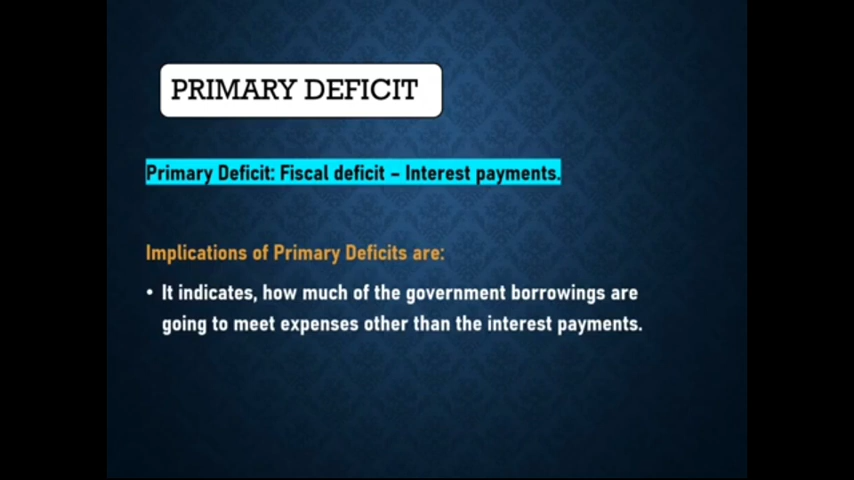 PRIMARY DEFICIT
Primary Deficit: Fiscal deficit – Interest payments.
Implications of Primary Deficits are:
• It indicates, how much of the government borrowings are
going to meet expenses other than the interest payments.